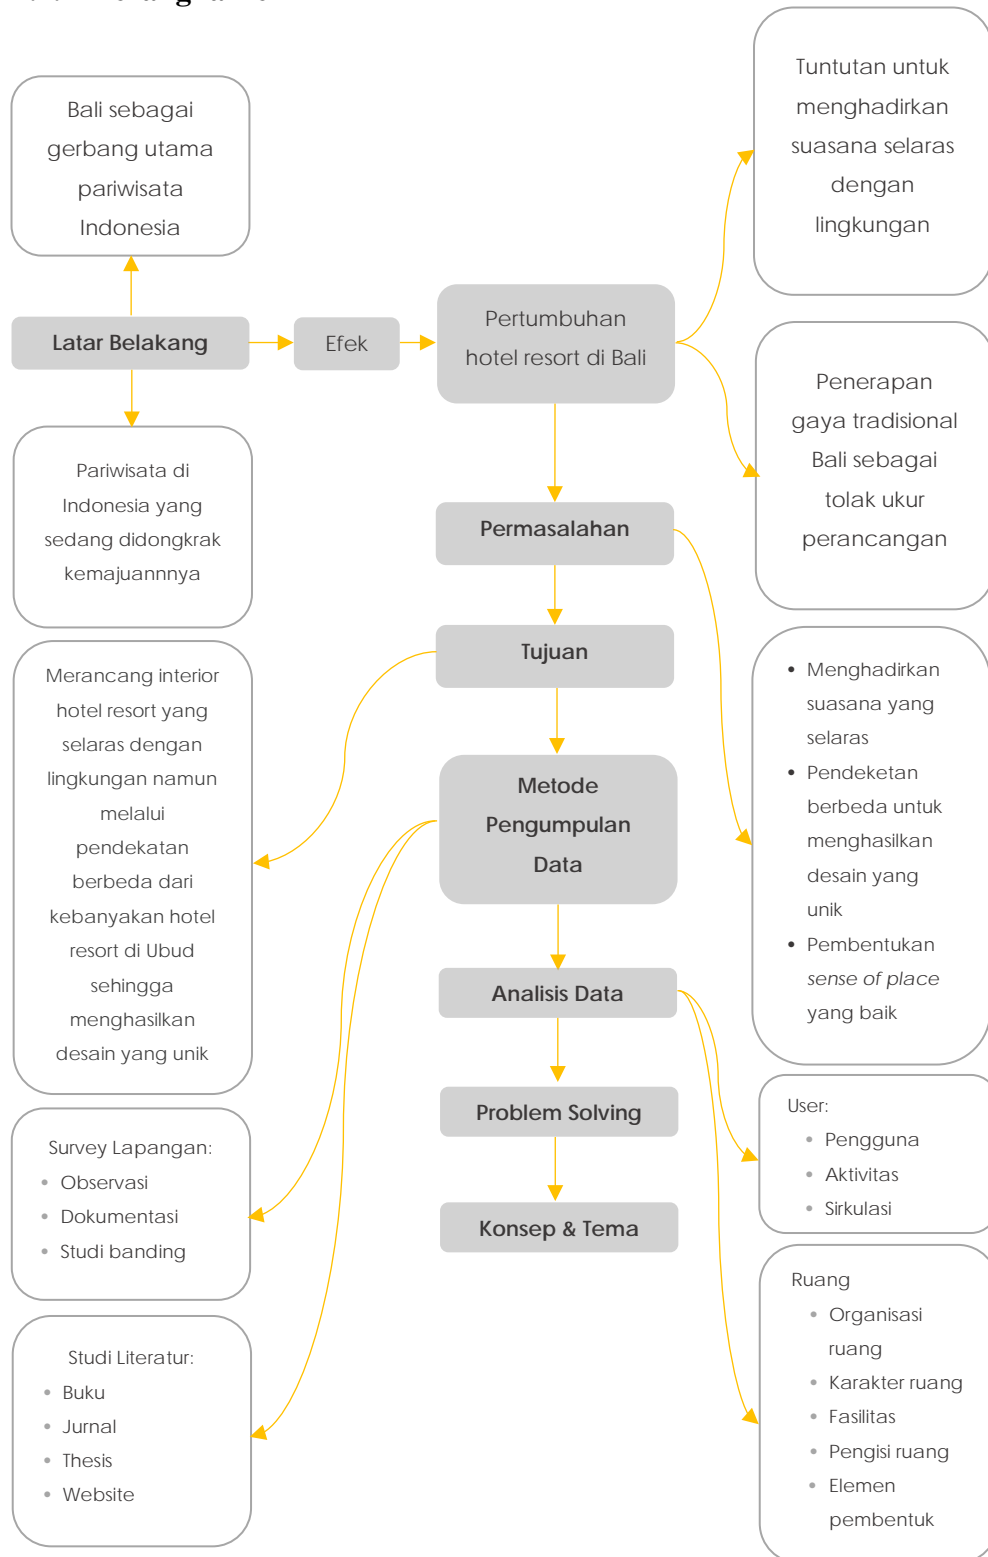 Bali sebagai
gerbang utama
pariwisata
Indonesia
Latar Belakang
Efek
Pertumbuhan
hotel resort di Bali
Tuntutan untuk
menghadirkan
suasana selaras
dengan
lingkungan
Penerapan
gaya tradisional
Bali sebagai
tolak ukur
perancangan
Pariwisata di
Indonesia yang
sedang didongkrak
kemajuannnya
Permasalahan
Tujuan
Merancang interior
hotel resort yang
selaras dengan
lingkungan namun
melalui
pendekatan
berbeda dari
kebanyakan hotel
resort di Ubud
sehingga
menghasilkan
desain yang unik
• Menghadirkan
suasana yang
selaras
• Pendeketan
berbeda untuk
menghasilkan
desain yang
unik
• Pembentukan
sense of place
yang baik
Metode
Pengumpulan
Data
Analisis Data
Problem Solving
Konsep & Tema
Survey Lapangan:
• Observasi
• Dokumentasi
• Studi banding
Studi Literatur:
• Buku
• Jurnal
• Thesis
• Website
User:
• Pengguna
• Aktivitas
• Sirkulasi
Ruang
• Organisasi
ruang
• Karakter ruang
• Fasilitas
• Pengisi ruang
• Elemen
pembentuk